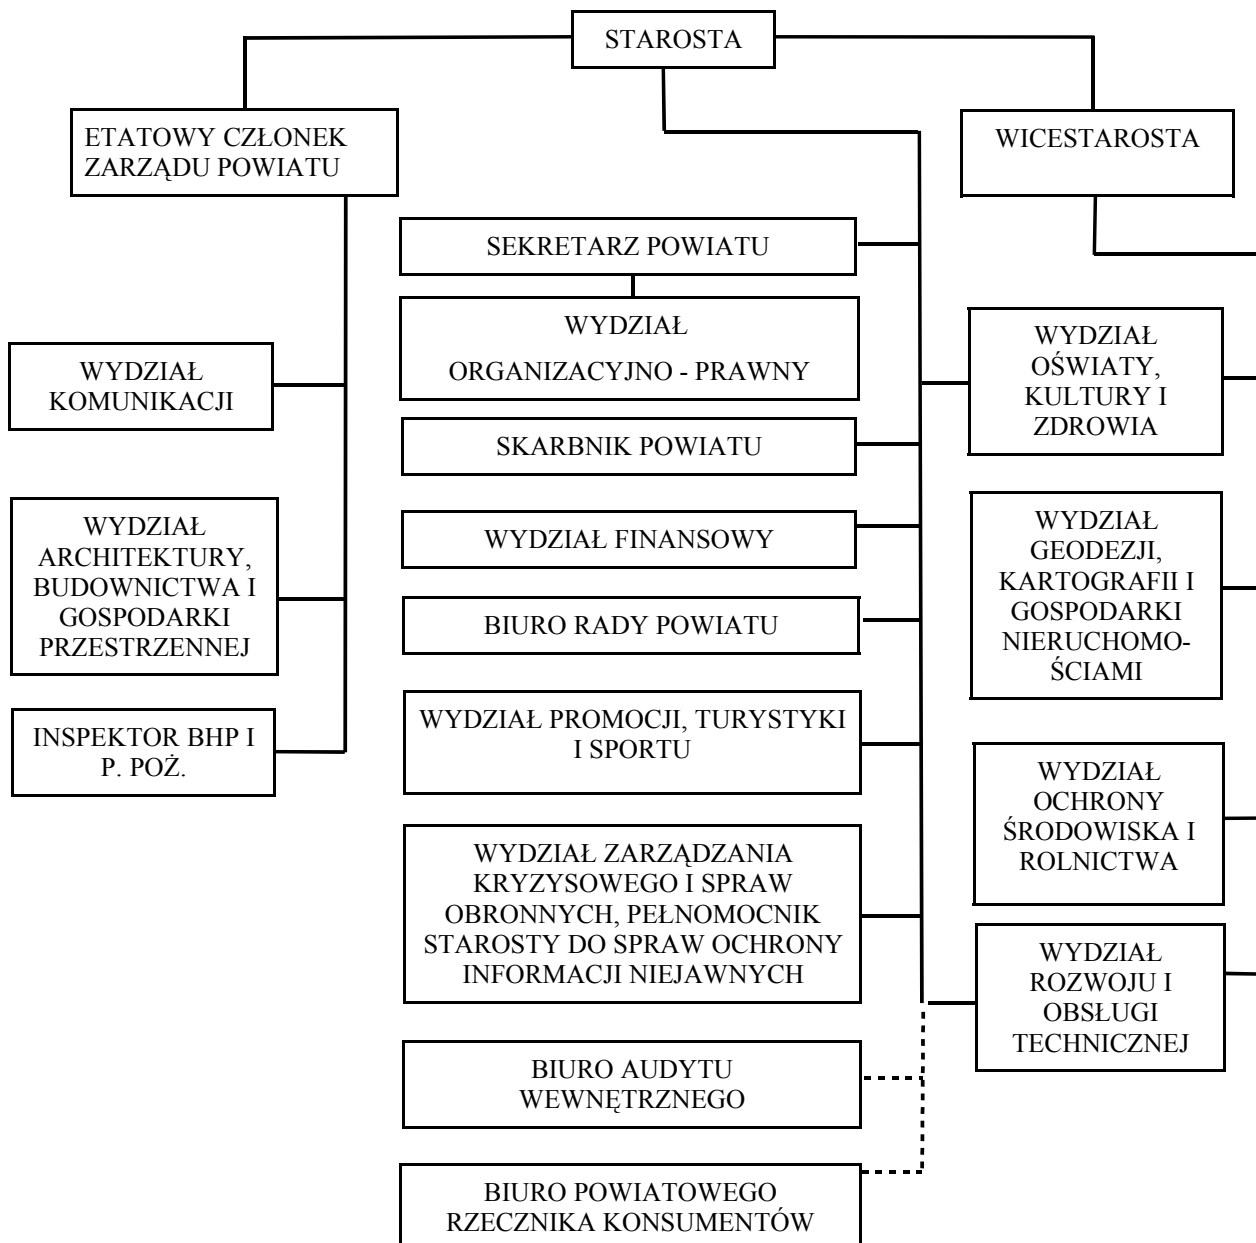 STAROSTA
ETATOWY CZŁONEK
ZARZĄDU POWIATU
WICESTAROSTA
SEKRETARZ POWIATU
WYDZIAŁ
ORGANIZACYJNO - PRAWNY
SKARBNIK POWIATU
WYDZIAŁ FINANSOWY
BIURO RADY POWIATU
WYDZIAŁ PROMOCJI, TURYSTYKI
I SPORTU
WYDZIAŁ ZARZĄDZANIA
KRYZYSOWEGO I SPRAW
OBRONNYCH, PEŁNOMOCNIK
STAROSTY DO SPRAW OCHRONY
INFORMACJI NIEJAWNYCH
BIURO AUDYTU
WEWNĘTRZNEGO
BIURO POWIATOWEGO
RZECZNIKA KONSUMENTÓW
WYDZIAŁ
KOMUNIKACJI
WYDZIAŁ
ARCHITEKTURY,
BUDOWNICTWA I
GOSPODARKI
PRZESTRZENNEJ
INSPEKTOR BHP I
P. POŻ.
WYDZIAŁ
OŚWIATY,
KULTURY I
ZDROWIA
WYDZIAŁ
GEODEZJI,
KARTOGRAFII I
GOSPODARKI
NIERUCHOMO-
ŚCIAMI
WYDZIAŁ
OCHRONY
ŚRODOWISKA I
ROLNICTWA
WYDZIAŁ
ROZWOJU I
OBSŁUGI
TECHNICZNEJ